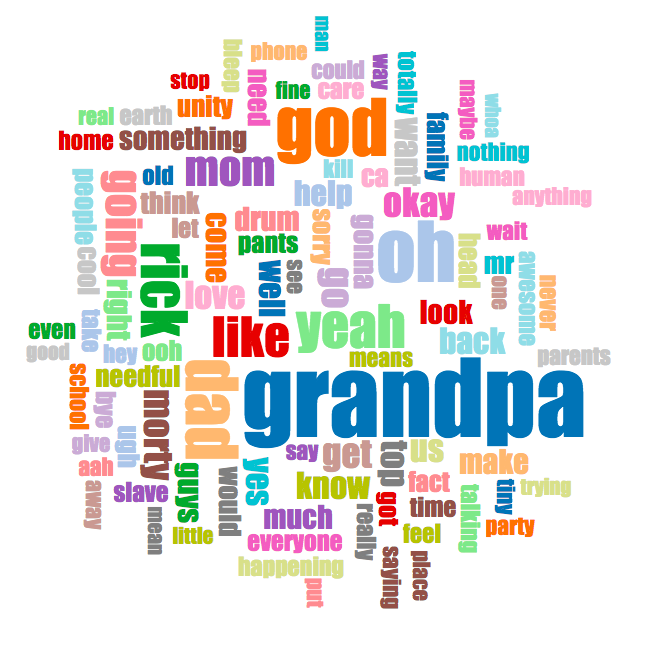 man
bleep
phone
could
way
totally
stop
need
fine
care
maybe
whoa
real
earth
unity
god
want
family
home
something
nothing
people
going
old
mom
kill
ca
human
think
help
okay
anything
let
come
drum
sorry
gonna
oh
wait
cool
rick
pants
head
mr
awesome
never
right
love
well
see
go
one
take
look
even
like
yeah
back
good
hey
ooh
means
parents
school
needful
dad
grandpa
bye
morty
give
ugh
say
get
top
us
aah
guys
would
yes
make
away
slave
know
fact
tiny
trying
mean
little
much
really
got
time
talking
party
everyone
feel
happening
saying
place
put